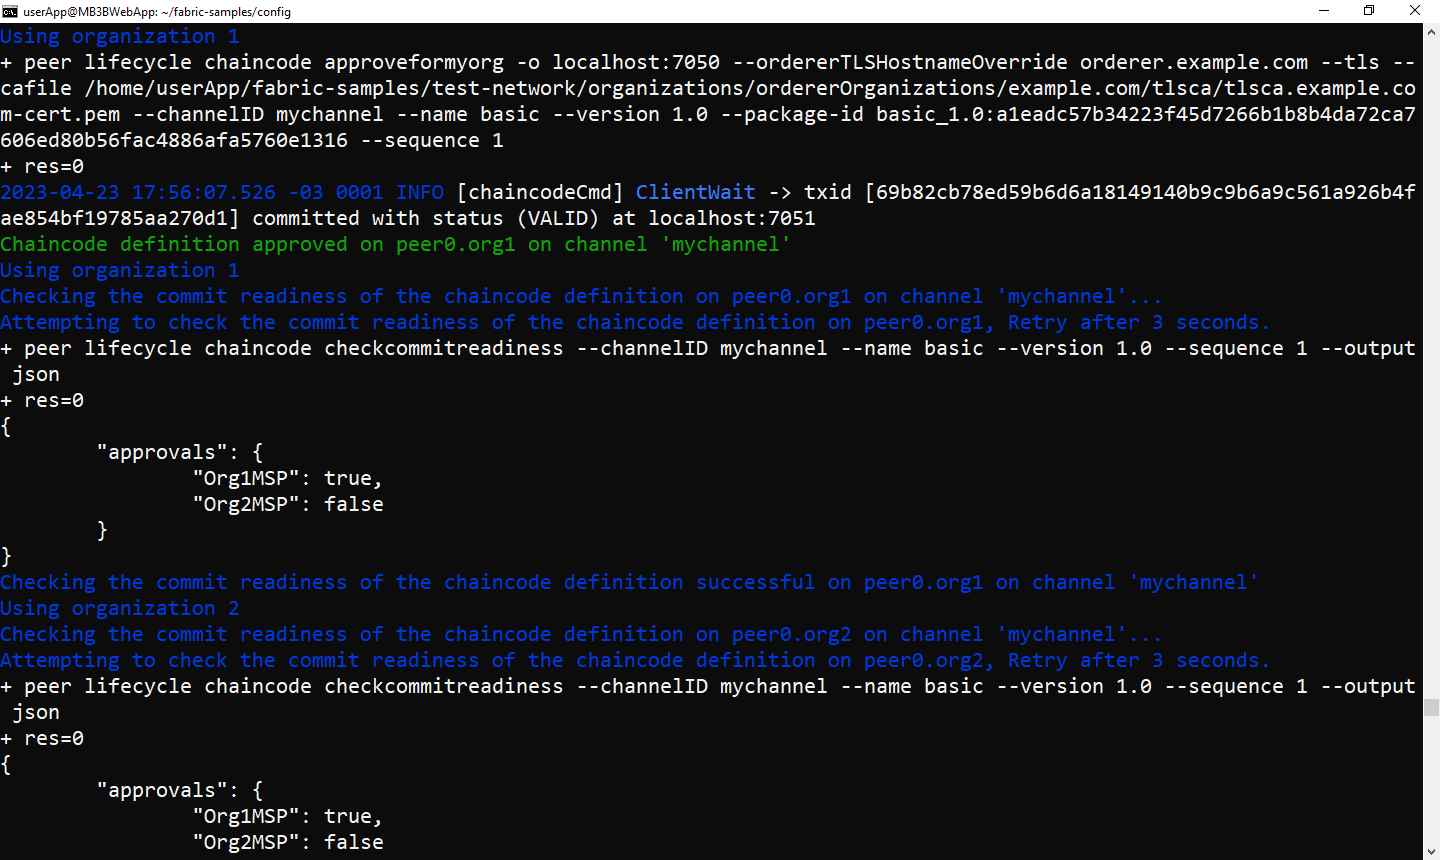 userApp@MB3BWebApp: ~/fabric-samples/config
Using organization 1
+ peer lifecycle chaincode approveformyorg -o localhost:7050 --ordererTLSHostnameOverride orderer.example.com --tls --
cafile /home/userApp/fabric-samples/test-network/organizations/ordererOrganizations/example.com/tlsca/tlsca.example.co
m-cert.pem --channelID mychannel --name basic --version 1.0 --package-id basic_1.0:a1eadc57b34223f45d7266b1b8b4da72ca7
606ed80b56fac4886afa5760e1316 --sequence 1
+ res=0
2023-04-23 17:56:07.526 -03 0001 INFO [chaincodeCmd] ClientWait -> txid [69b82cb78ed59b6d6a18149140b9c9b6a9c561a926b4f
ae854bf19785aa270d1] committed with status (VALID) at localhost:7051
Chaincode definition approved on peer0.org1 on channel 'mychannel'
Using organization 1
Checking the commit readiness of the chaincode definition on peer0.org1 on channel 'mychannel'...
Attempting to check the commit readiness of the chaincode definition on peer0.org1, Retry after 3 seconds.
+ peer lifecycle chaincode checkcommitreadiness --channelID mychannel --name basic --version 1.0 --sequence 1 --output
 json
+ res=0
{
        "approvals": {
                "Org1MSP": true,
                "Org2MSP": false
        }
}
Checking the commit readiness of the chaincode definition successful on peer0.org1 on channel 'mychannel'
Using organization 2
Checking the commit readiness of the chaincode definition on peer0.org2 on channel 'mychannel'...
Attempting to check the commit readiness of the chaincode definition on peer0.org2, Retry after 3 seconds.
+ peer lifecycle chaincode checkcommitreadiness --channelID mychannel --name basic --version 1.0 --sequence 1 --output
 json
+ res=0
{
        "approvals": {
                "Org1MSP": true,
                "Org2MSP": false